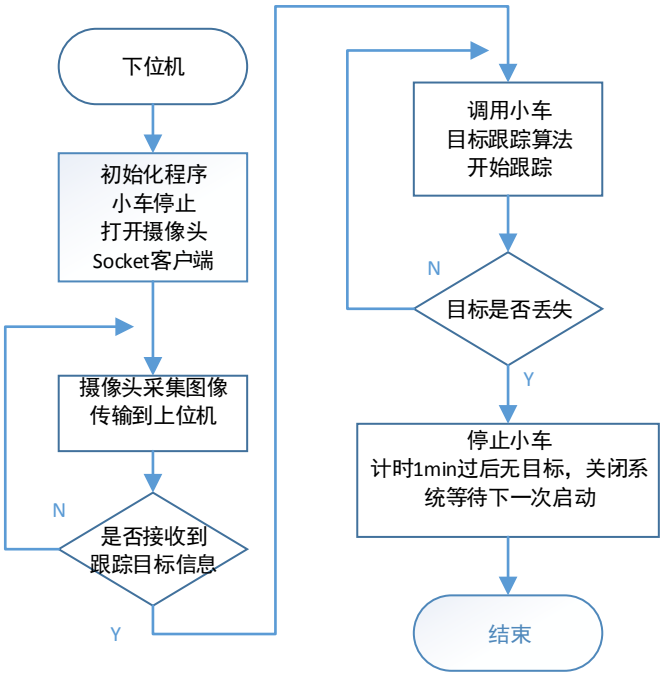 下位机
初始化程序
小车停止
打开摄像头
Socket客户端
摄像头采集图像
传输到上位机
N
是否接收到
跟踪目标信息
Y
调用小车
目标跟踪算法
开始跟踪
N
目标是否丢失
Y
停止小车
计时1min过后无目标，关闭系
统等待下一次启动
结束